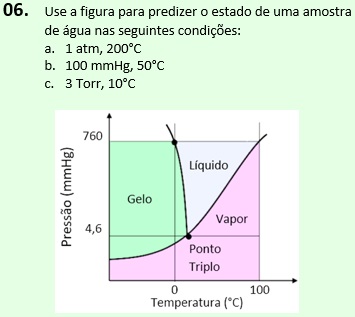 06. Use a figura para predizer o estado de uma amostra
de água nas seguintes condições:
a. 1 atm, 200°C
b. 100 mmHg, 50°C
c. 3 Torr, 10°C
760
Líquido
Gelo
Vapor
Pressão (mmHg)
4,6
Ponto
Triplo
0
100
Temperatura (°C)